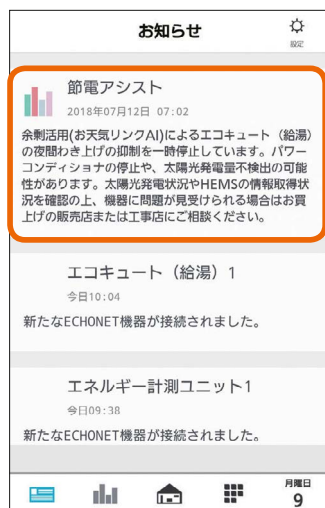 お知らせ
設定
節電アシスト
2018年07月12日 07:02
余剰活用(お天気リンクAI)によるエコキュート（給湯）
の夜間わき上げの抑制を一時停止しています。パワー
コンディショナの停止や、太陽光発電量不検出の可能
性があります。太陽光発電状況やHEMSの情報取得状
況を確認の上、機器に問題が見受けられる場合はお買
上げの販売店または工事店にご相談ください。
エコキュート（給湯）1
今日10:04
新たなECHONET機器が接続されました。
エネルギー計測ユニット1
今日09:38
新たなECHONET機器が接続されました。
月曜日
9